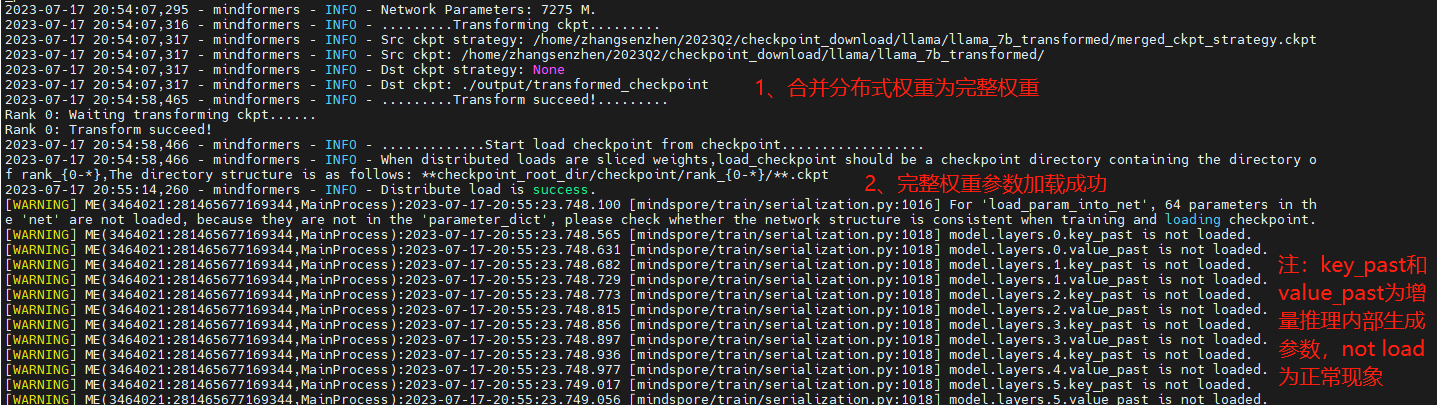 2023-07-17 20:54:07,295 - mindformers - INFO - Network Parameters: 7275 M.
2023-07-17 20:54:07,316 - mindformers - INFO - .........Transforming ckpt.........
2023-07-17 20:54:07,317 - mindformers - INFO - Src ckpt strategy: /home/zhangsenzhen/2023Q2/checkpoint_download/llama/llama_7b_transformed/merged_ckpt_strategy.ckpt
2023-07-17 20:54:07,317 - mindformers - INFO - Src ckpt: /home/zhangsenzhen/2023Q2/checkpoint_download/llama/llama_7b_transformed/
2023-07-17 20:54:07,317 - mindformers - INFO - Dst ckpt strategy: None
2023-07-17 20:54:07,317 - mindformers - INFO - Dst ckpt: ./output/transformed_checkpoint
1、合并分布式权重为完整权重
2023-07-17 20:54:58,465 - mindformers - INFO - .........Transform succeed!.........
Rank 0: Waiting transforming ckpt......
Rank 0: Transform succeed!
2023-07-17 20:54:58,466 - mindformers - INFO - .............Start load checkpoint from checkpoint..................
2023-07-17 20:54:58,466 - mindformers - INFO - When distributed loads are sliced weights,load_checkpoint should be a checkpoint directory containing the directory o
f rank_{0-*},The directory structure is as follows: **checkpoint_root_dir/checkpoint/rank_{0-*}/**.ckpt
2023-07-17 20:55:14,260 - mindformers - INFO - Distribute load is success.
2、完整权重参数加载成功
[WARNING] ME(3464021:281465677169344,MainProcess):2023-07-17-20:55:23.748.100 [mindspore/train/serialization.py:1016] For 'load_param_into_net', 64 parameters in th
e 'net' are not loaded, because they are not in the 'parameter_dict', please check whether the network structure is consistent when training and loading checkpoint.
[WARNING] ME(3464021:281465677169344,MainProcess):2023-07-17-20:55:23.748.565 [mindspore/train/serialization.py:1018] model.layers.0.key_past is not loaded.
[WARNING] ME(3464021:281465677169344,MainProcess):2023-07-17-20:55:23.748.631 [mindspore/train/serialization.py:1018] model.layers.0.value_past is not loaded.
[WARNING] ME(3464021:281465677169344,MainProcess):2023-07-17-20:55:23.748.682 [mindspore/train/serialization.py:1018] model.layers.1.key_past is not loaded.
[WARNING] ME(3464021:281465677169344,MainProcess):2023-07-17-20:55:23.748.729 [mindspore/train/serialization.py:1018] model.layers.1.value_past is not loaded.
[WARNING] ME(3464021:281465677169344,MainProcess):2023-07-17-20:55:23.748.773 [mindspore/train/serialization.py:1018] model.layers.2.key_past is not loaded.
[WARNING] ME(3464021:281465677169344,MainProcess):2023-07-17-20:55:23.748.815 [mindspore/train/serialization.py:1018] model.layers.2.value_past is not loaded.
[WARNING] ME(3464021:281465677169344,MainProcess):2023-07-17-20:55:23.748.856 [mindspore/train/serialization.py:1018] model.layers.3.key_past is not loaded.
[WARNING] ME(3464021:281465677169344,MainProcess):2023-07-17-20:55:23.748.897 [mindspore/train/serialization.py:1018] model.layers.3.value_past is not loaded.
[WARNING] ME(3464021:281465677169344,MainProcess):2023-07-17-20:55:23.748.936 [mindspore/train/serialization.py:1018] model.layers.4.key_past is not loaded.
[WARNING] ME(3464021:281465677169344,MainProcess):2023-07-17-20:55:23.748.977 [mindspore/train/serialization.py:1018] model.layers.4.value_past is not loaded.
[WARNING] ME(3464021:281465677169344,MainProcess):2023-07-17-20:55:23.749.017 [mindspore/train/serialization.py:1018] model.layers.5.key_past is not loaded.
[WARNING] ME(3464021:281465677169344,MainProcess):2023-07-17-20:55:23.749.056 [mindspore/train/serialization.py:1018] model.layers.5.value_past is not loaded.
注：key_past和
value_past为增
量推理内部生成
参数，not load
为正常现象